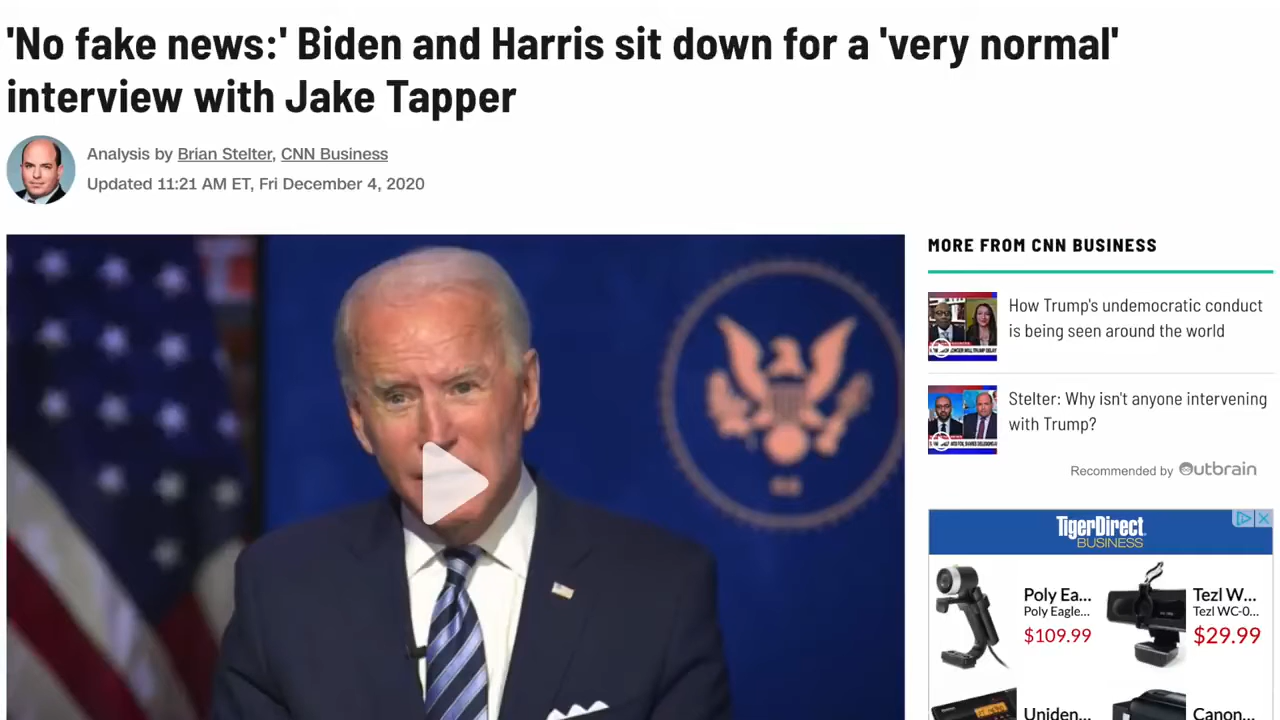 'No fake news:' Biden and Harris sit down for a 'very normal'
interview with Jake Tapper
Analysis by Brian Stelter, CNN Business
Updated 11:21 AM ET, Fri December 4, 2020
MORE FROM CNN BUSINESS
How Trump's undemocratic conduct
is being seen around the world
Stelter: Why isn't anyone intervening
with Trump?
Recommended by Outbrain
TigerDirect
BUSINESS
Poly Ea...
Poly Eagle...
$109.99
Tezl W...
Tezl WC-0...
$29.99
Uniden...
Canon...